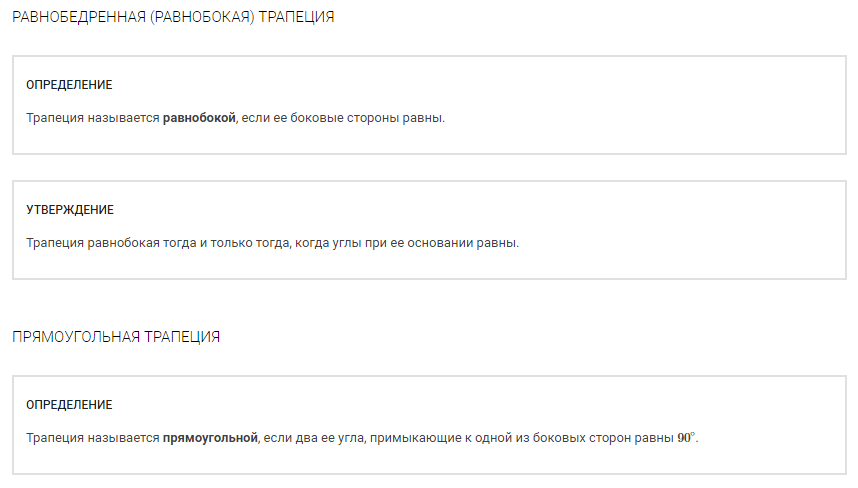 РАВНОБЕДРЕННАЯ (РАВНОБОКАЯ) ТРАПЕЦИЯ
ОПРЕДЕЛЕНИЕ
Трапеция называется равнобокой, если ее боковые стороны равны.
УТВЕРЖДЕНИЕ
Трапеция равнобокая тогда и только тогда, когда углы при ее основании равны.
ПРЯМОУГОЛЬНАЯ ТРАПЕЦИЯ
ОПРЕДЕЛЕНИЕ
Трапеция называется прямоугольной, если два ее угла, примыкающие к одной из боковых сторон равны 90°.